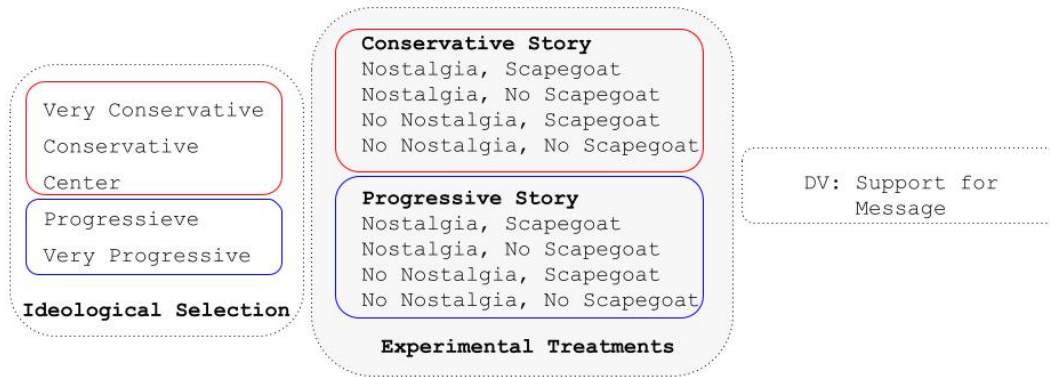 Very Conservative
Conservative
Center
Progressieve
Very Progressive
Ideological Selection
Conservative Story
Nostalgia, Scapegoat
Nostalgia, No Scapegoat
No Nostalgia, Scapegoat
No Nostalgia, No Scapegoat
Progressive Story
Nostalgia, Scapegoat
Nostalgia, No Scapegoat
No Nostalgia, Scapegoat
No Nostalgia, No Scapegoat
Experimental Treatments
DV: Support for
Message